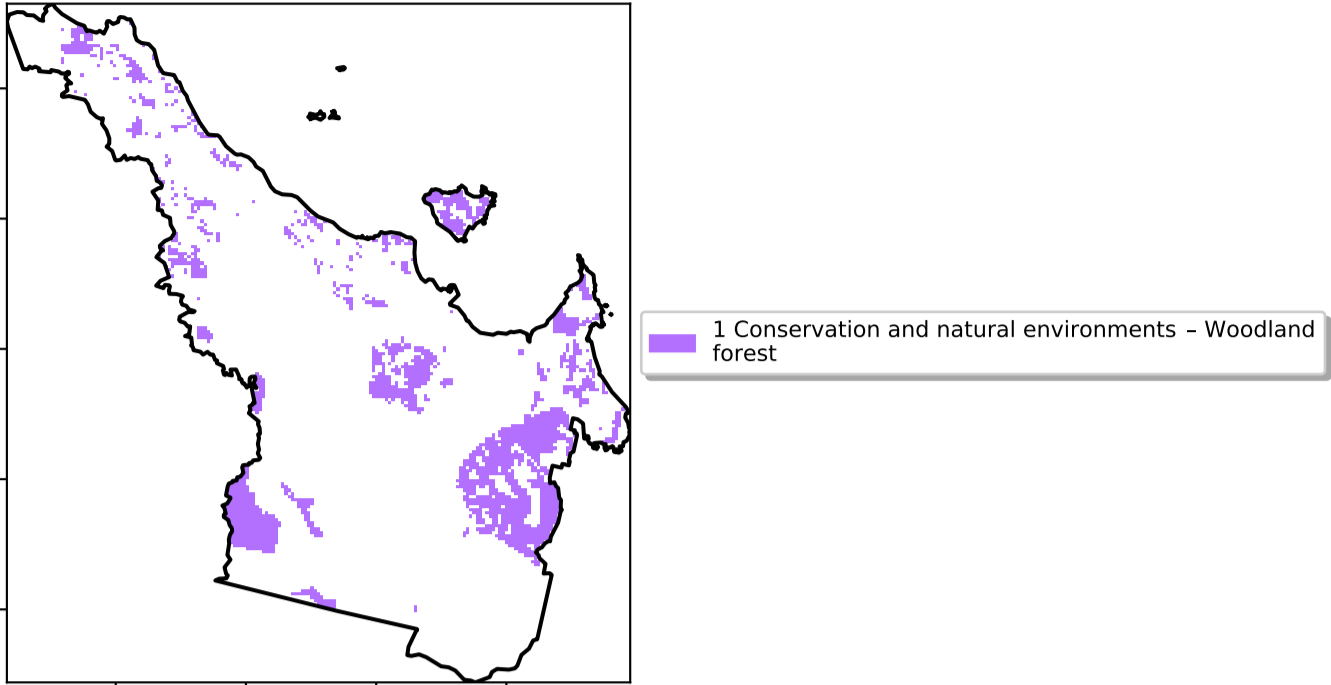 1 Conservation and natural environments – Woodland
forest